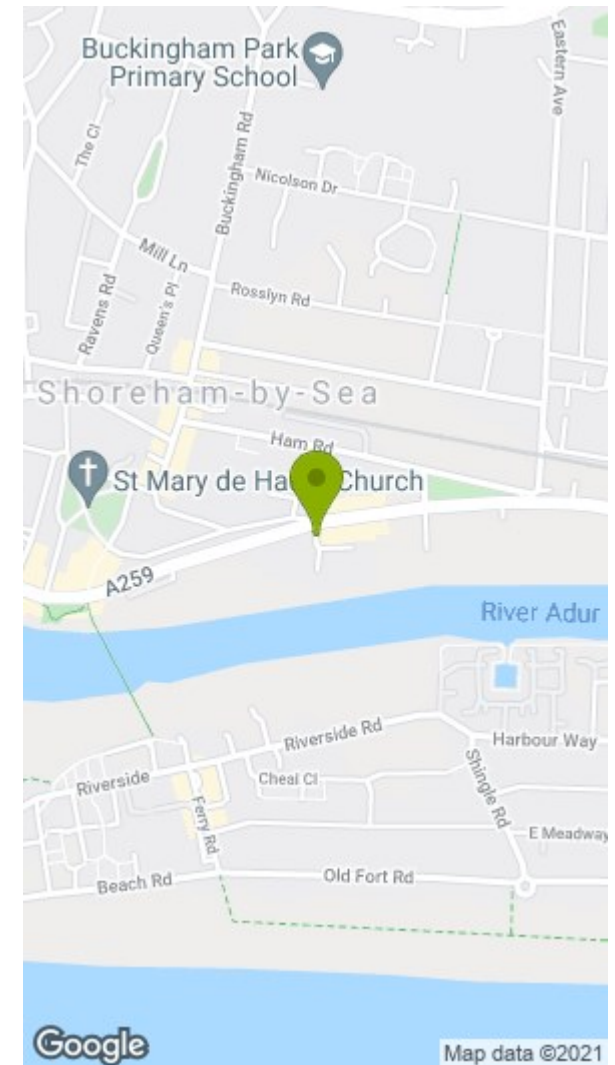 Buckingham Park
Primary School
Eastern Ave
The Cl
Buckingham Rd
Nicolson Dr
Mill Ln
Ravens Rd
Queen's Pl
Rosslyn Rd
Shoreham-by-Sea
Ham Rd
St Mary de Ha Church
A259
River Adur
Riverside Rd
Harbour Way
Riverside
Cheal Cl
Shingle Rd
Ferry Rd
E Meadway
Beach Rd
Old Fort Rd
Google
Map data ©2021